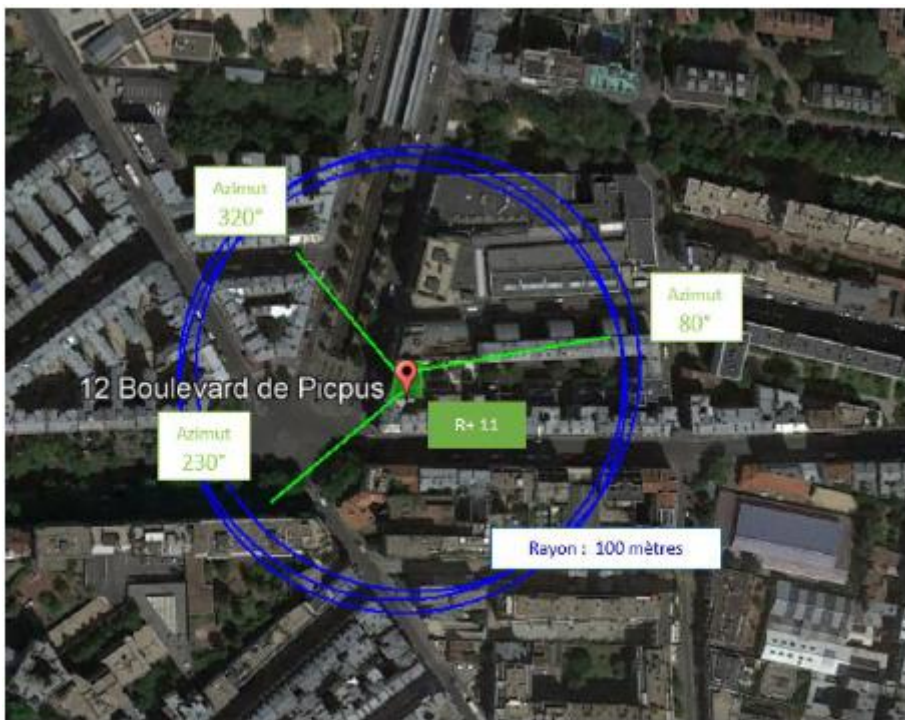 Azimut
320°
Azimut
80°
12 Boulevard de Picpus
R+ 11
Azimut
230°
Rayon : 100 mètres